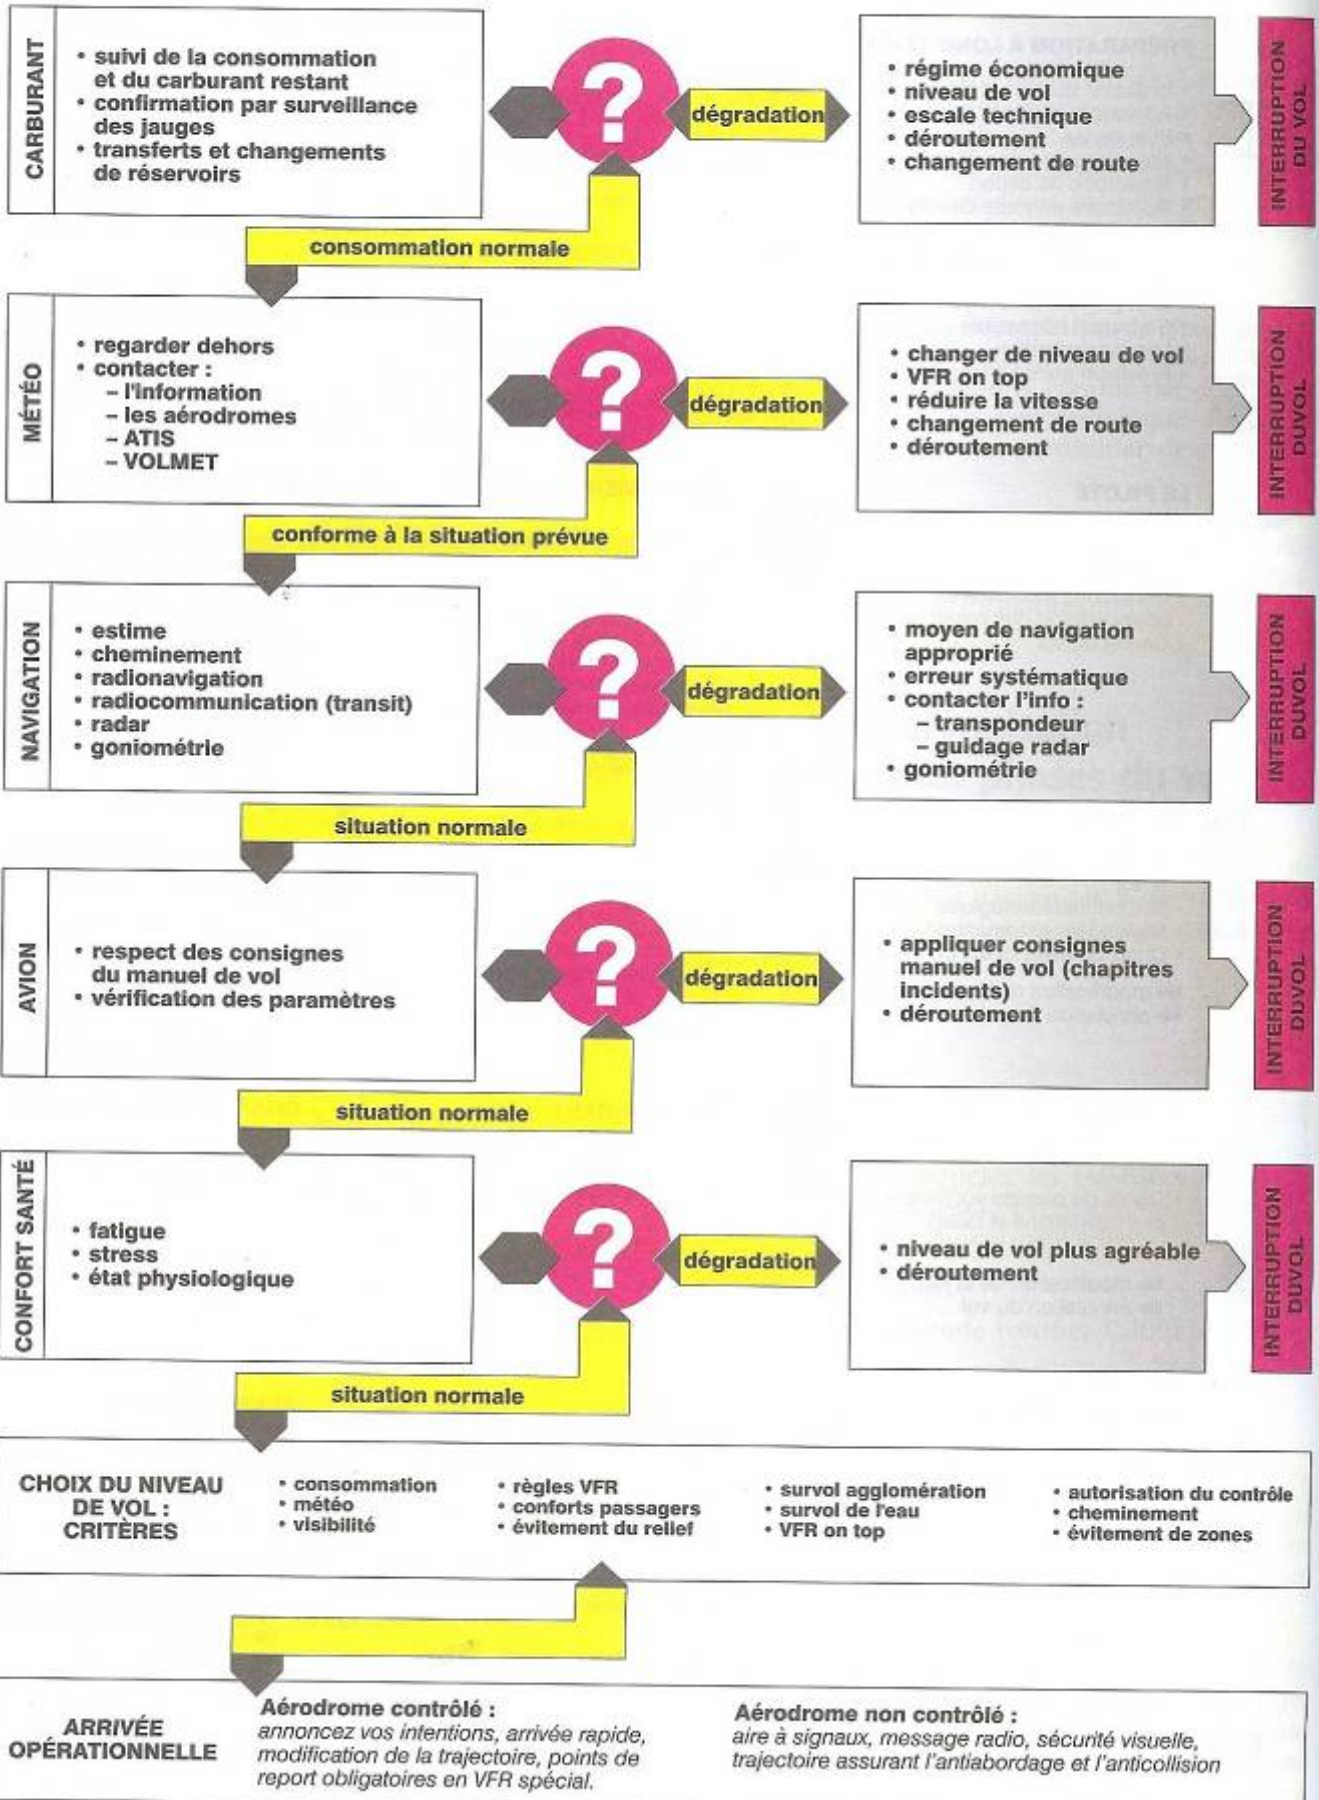 CARBURANT
• suivi de la consommation
et du carburant restant
• confirmation par surveillance
des jauges
• transferts et changements
de réservoirs
?
dégradation
• régime économique
• niveau de vol
• escale technique
• déroutement
• changement de route
INTERRUPTION
DU VOL
consommation normale
MÉTÉO
• regarder dehors
• contacter :
– l'information
– les aérodromes
– ATIS
– VOLMET
?
dégradation
• changer de niveau de vol
• VFR on top
• réduire la vitesse
• changement de route
• déroutement
INTERRUPTION
DUVOL
conforme à la situation prévue
NAVIGATION
• estime
• cheminement
• radionavigation
• radiocommunication (transit)
• radar
• goniométrie
?
dégradation
• moyen de navigation
approprié
• erreur systématique
• contacter l'info :
– transpondeur
– guidage radar
• goniométrie
INTERRUPTION
DUVOL
situation normale
AVION
• respect des consignes
du manuel de vol
• vérification des paramètres
?
dégradation
• appliquer consignes
manuel de vol (chapitres
incidents)
• déroutement
INTERRUPTION
DUVOL
situation normale
CONFORT SANTÉ
• fatigue
• stress
• état physiologique
?
dégradation
• niveau de vol plus agréable
• déroutement
INTERRUPTION
DUVOL
situation normale
CHOIX DU NIVEAU
DE VOL :
CRITÈRES
• consommation
• météo
• visibilité
• règles VFR
• conforts passagers
• évitement du relief
• survol agglomération
• survol de l'eau
• VFR on top
• autorisation du contrôle
• cheminement
• évitement de zones
ARRIVÉE
OPÉRATIONNELLE
Aérodrome contrôlé :
annoncez vos intentions, arrivée rapide,
modification de la trajectoire, points de
report obligatoires en VFR spécial.
Aérodrome non contrôlé :
aire à signaux, message radio, sécurité visuelle,
trajectoire assurant l'antiabordage et l'anticollision